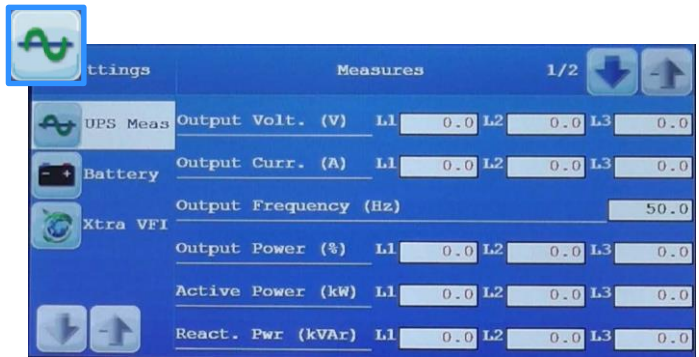 ttings Measures 1/2
UPS Meas Output Volt. (V) L1 0.0 L2 0.0 L3 0.0
Battery Output Curr. (A) L1 0.0 L2 0.0 L3 0.0
Xtra VFI Output Frequency (Hz) 50.0
Output Power (%) L1 0.0 L2 0.0 L3 0.0
Active Power (kW) L1 0.0 L2 0.0 L3 0.0
React. Pwr (kVAr) L1 0.0 L2 0.0 L3 0.0